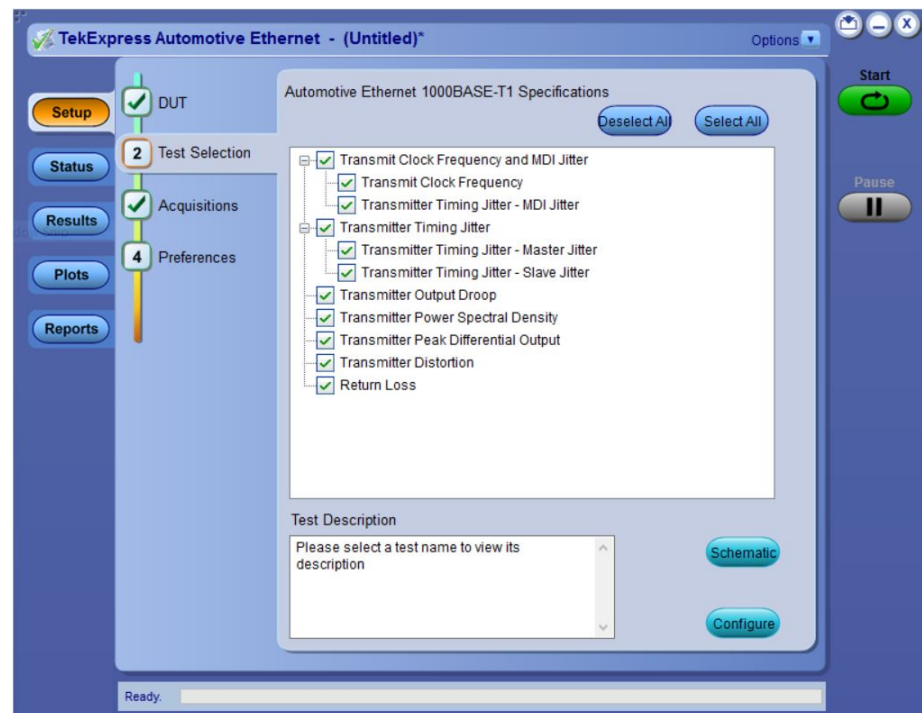 TekExpress Automotive Ethernet - (Untitled)*
Options
Start
Pause
Setup
Status
Results
Plots
Reports
DUT
2 Test Selection
Acquisitions
4 Preferences
Automotive Ethernet 1000BASE-T1 Specifications
Deselect All
Select All
Transmit Clock Frequency and MDI Jitter
Transmit Clock Frequency
Transmitter Timing Jitter - MDI Jitter
Transmitter Timing Jitter
Transmitter Timing Jitter - Master Jitter
Transmitter Timing Jitter - Slave Jitter
Transmitter Output Droop
Transmitter Power Spectral Density
Transmitter Peak Differential Output
Transmitter Distortion
Return Loss
Test Description
Please select a test name to view its
description
Schematic
Configure
Ready.